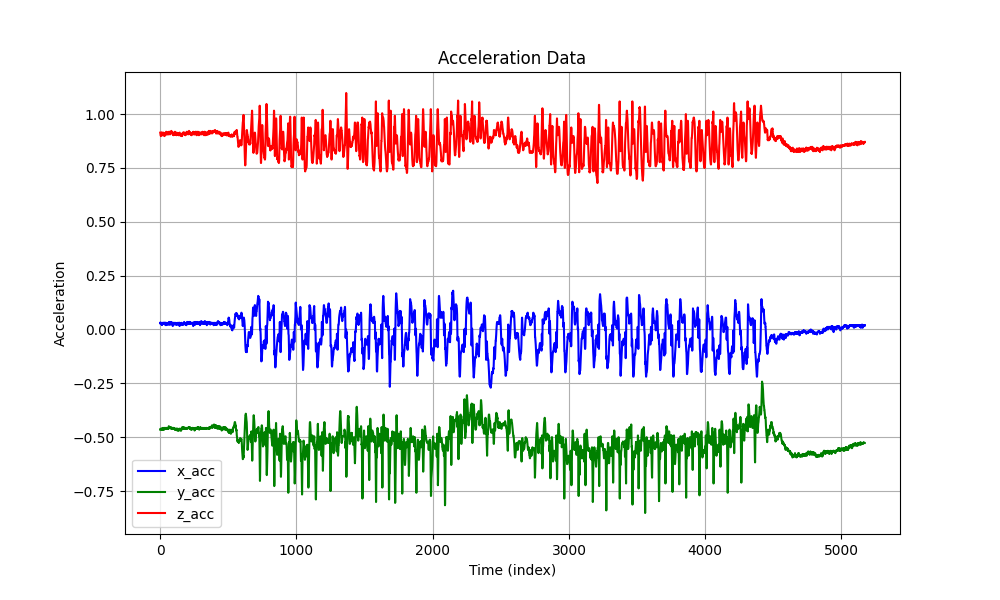 Acceleration Data
Acceleration
1.00
0.75
0.50
0.25
0.00
−0.25
−0.50
−0.75
x_acc
y_acc
z_acc
0 1000 2000 3000 4000 5000
Time (index)